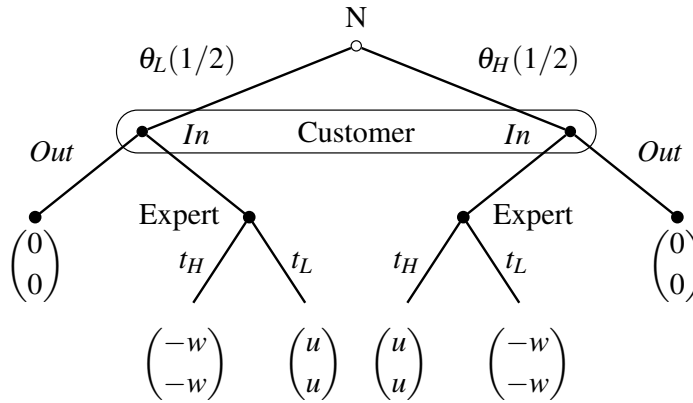 N
θ_L(1/2) θ_H(1/2)
Out In Customer In Out
Expert Expert
(0 0) t_H t_L t_H t_L (0 0)
(−w −w) (u u) (u u) (−w −w)